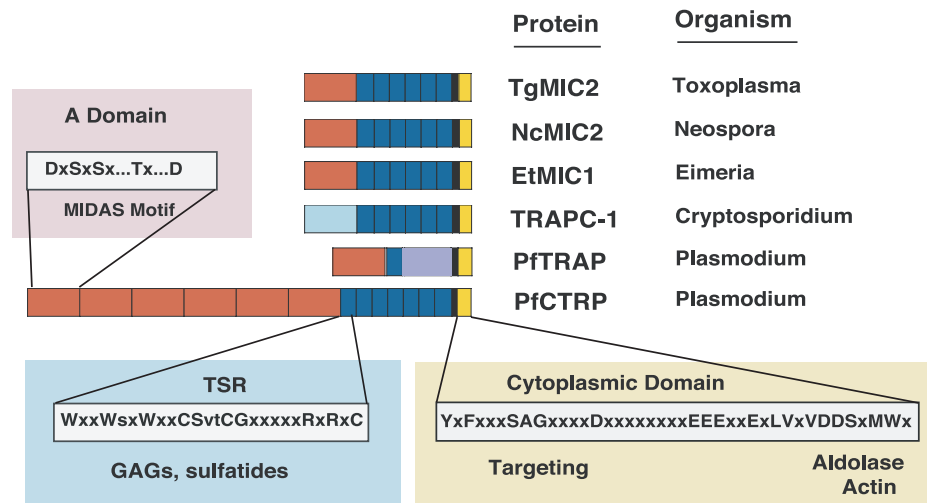 Protein Organism
TgMIC2 Toxoplasma
NcMIC2 Neospora
EtMIC1 Eimeria
TRAPC-1 Cryptosporidium
PfTRAP Plasmodium
PfCTRP Plasmodium
A Domain
DxSxSx...Tx...D
MIDAS Motif
TSR
WxxWsxWxxCSvtCGxxxxxRxRxC
GAGs, sulfatides
Cytoplasmic Domain
YxFxxxSAGxxxxDxxxxxxxxEEExxExLVxVDDSxMWx
Targeting
Aldolase
Actin